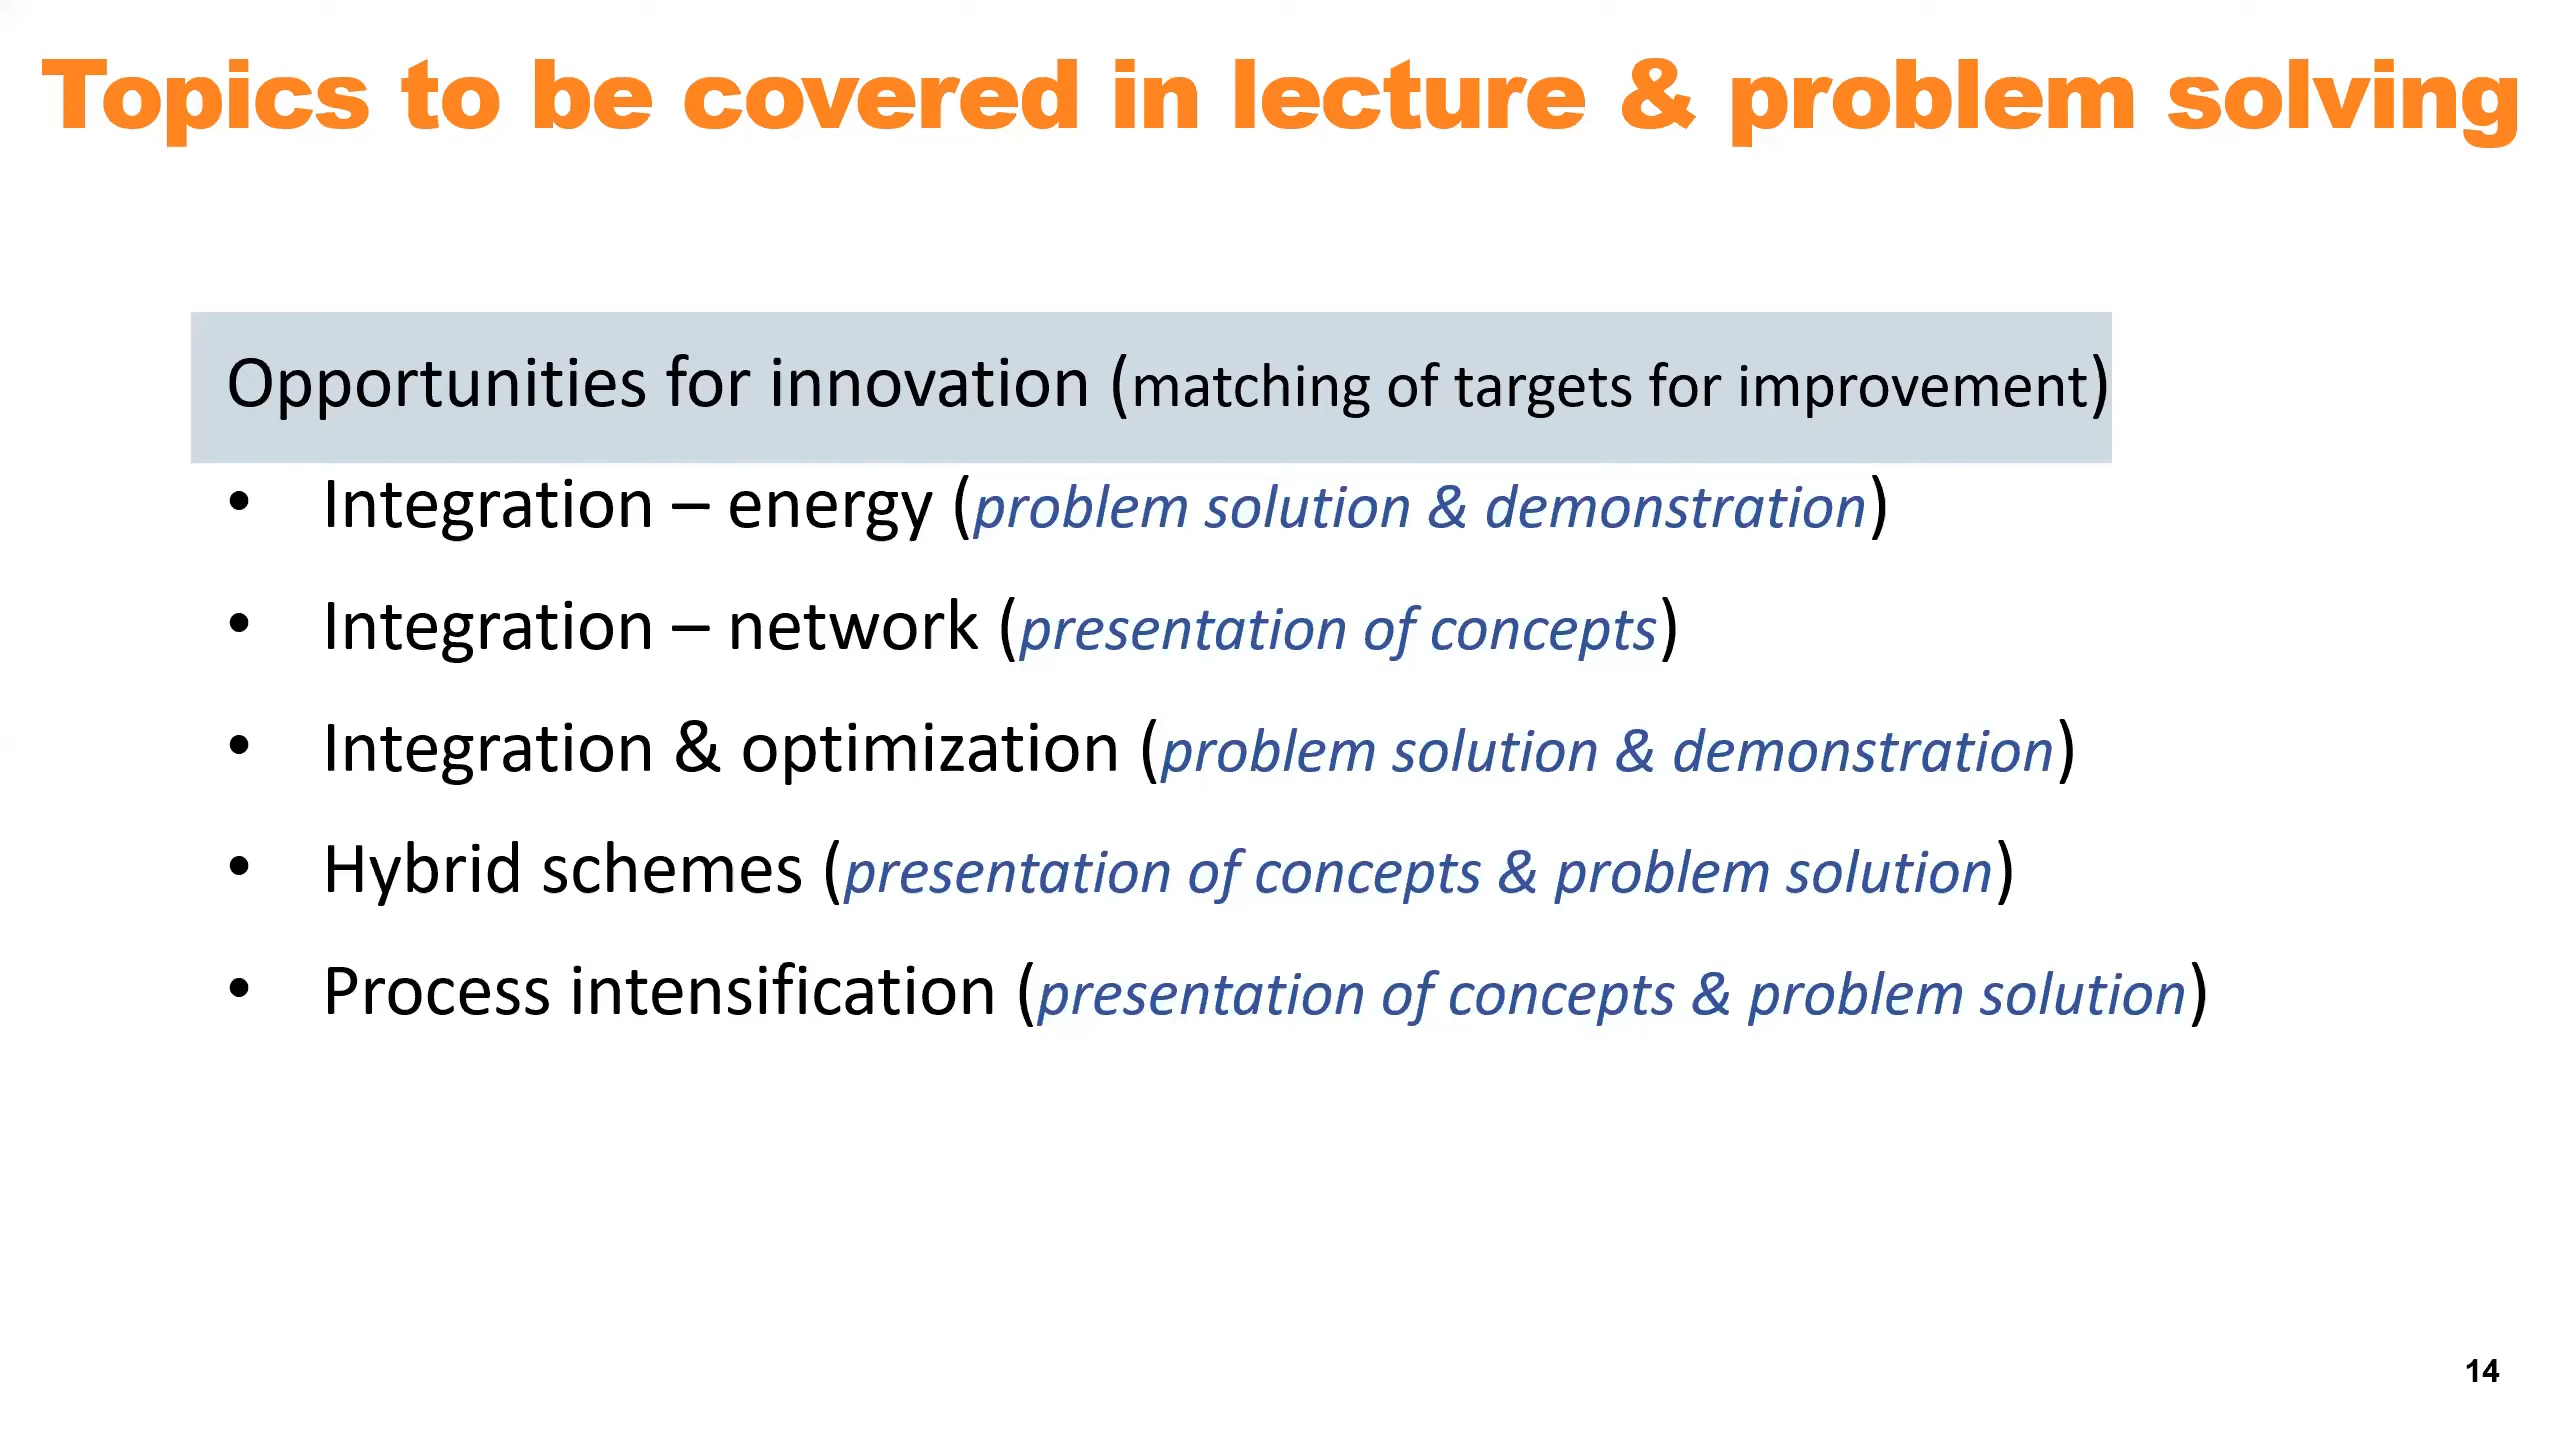 Topics to be covered in lecture & problem solving
Opportunities for innovation (matching of targets for improvement)
• Integration – energy (problem solution & demonstration)
• Integration – network (presentation of concepts)
• Integration & optimization (problem solution & demonstration)
• Hybrid schemes (presentation of concepts & problem solution)
• Process intensification (presentation of concepts & problem solution)
14